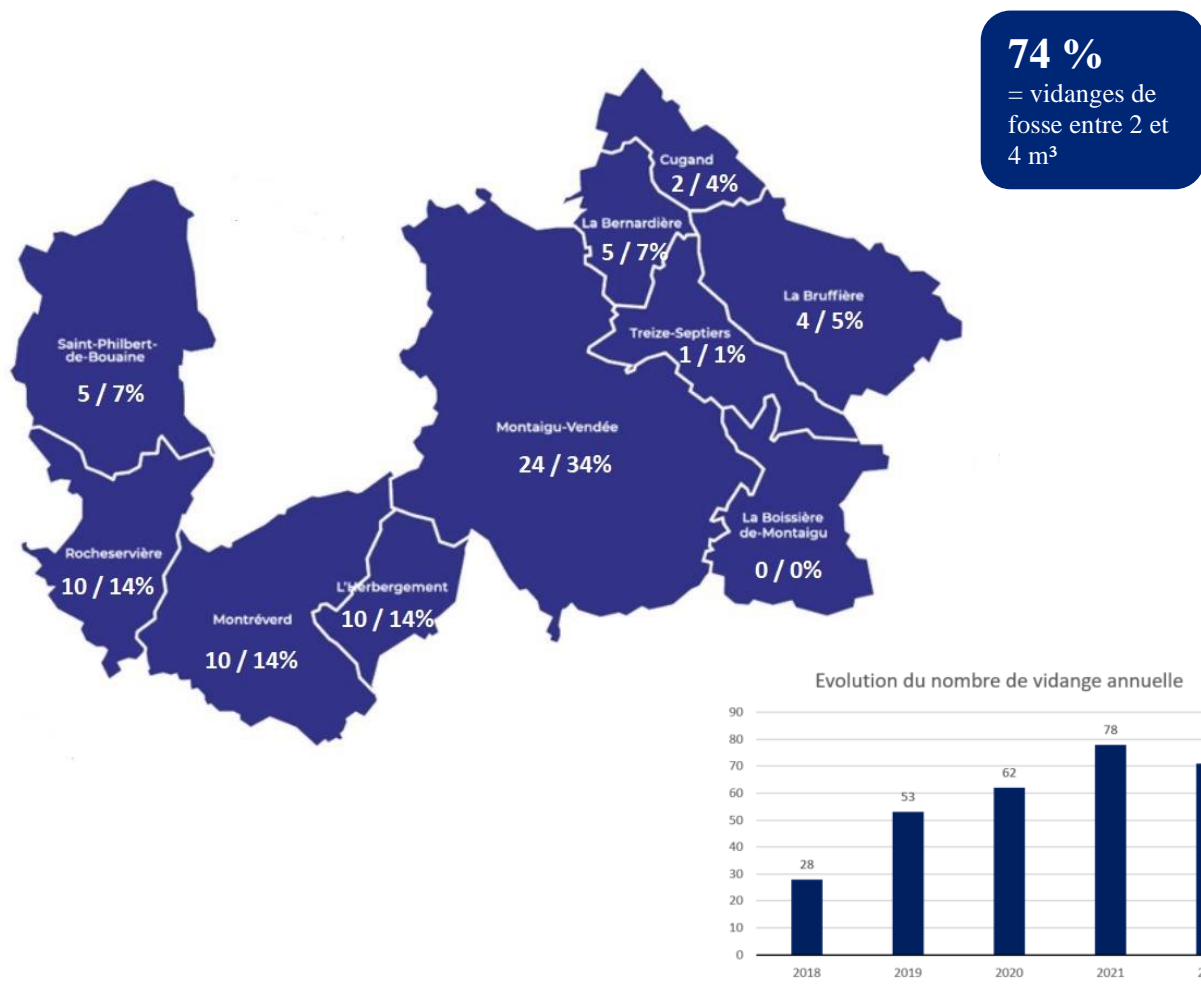 74 %
= vidanges de
fosse entre 2 et
4 m³
Cugand
2 / 4%
La Bernardière
5 / 7%
La Bruffière
4 / 5%
Treize-Septiers
1 / 1%
Saint-Philbert-
de-Bouaine
5 / 7%
Montaigu-Vendée
24 / 34%
La Boissière
de-Montaigu
0 / 0%
Rocheservière
10 / 14%
L'Herbergement
10 / 14%
Montréverd
10 / 14%
Evolution du nombre de vidange annuelle
90
80
70
60
50
40
30
20
10
0
28
53
62
78
2018
2019
2020
2021